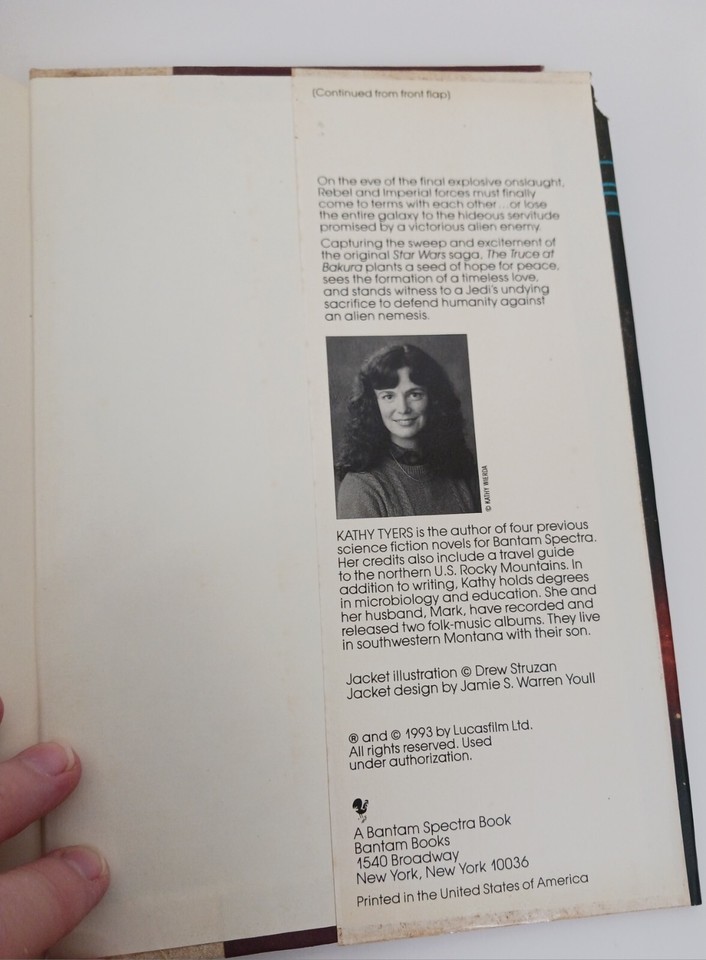 (Continued from front flap)
On the eve of the final explosive onslaught,
Rebel and Imperial forces must finally
come to terms with each other...or lose
the entire galaxy to the hideous servitude
promised by a victorious alien enemy.
Capturing the sweep and excitement of
the original Star Wars saga, The Truce at
Bakura plants a seed of hope for peace,
sees the formation of a timeless love,
and stands witness to a Jedi's undying
sacrifice to defend humanity against
an alien nemesis.
© KATHY WIERDA
KATHY TYERS is the author of four previous
science fiction novels for Bantam Spectra.
Her credits also include a travel guide
to the northern U.S. Rocky Mountains. In
addition to writing, Kathy holds degrees
in microbiology and education. She and
her husband, Mark, have recorded and
released two folk-music albums. They live
in southwestern Montana with their son.
Jacket illustration © Drew Struzan
Jacket design by Jamie S. Warren Youll
® and © 1993 by Lucasfilm Ltd.
All rights reserved. Used
under authorization.
A Bantam Spectra Book
Bantam Books
1540 Broadway
New York, New York 10036
Printed in the United States of America